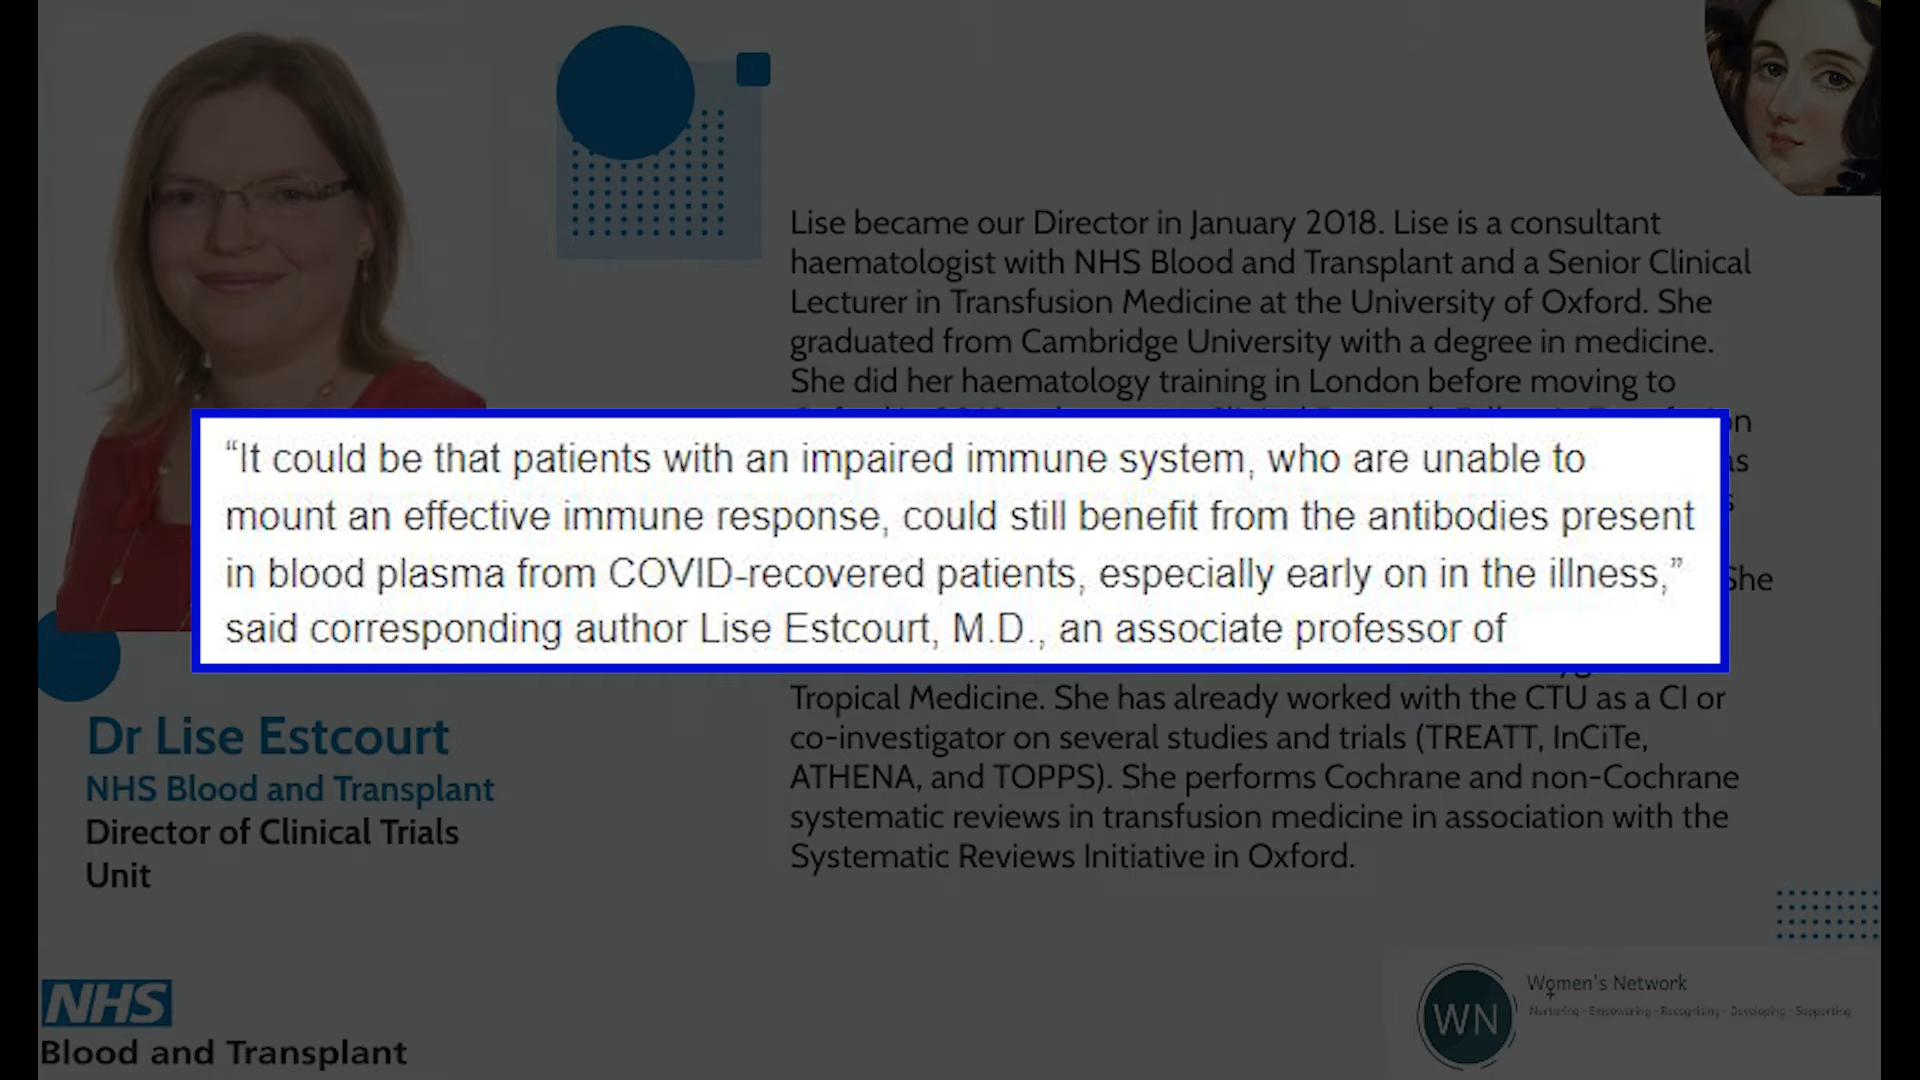 Lise became our Director in January 2018. Lise is a consultant
haematologist with NHS Blood and Transplant and a Senior Clinical
Lecturer in Transfusion Medicine at the University of Oxford. She
graduated from Cambridge University with a degree in medicine.
She did her haematology training in London before moving to
“It could be that patients with an impaired immune system, who are unable to
mount an effective immune response, could still benefit from the antibodies present
in blood plasma from COVID-recovered patients, especially early on in the illness,”
said corresponding author Lise Estcourt, M.D., an associate professor of
She
Tropical Medicine. She has already worked with the CTU as a CI or
co-investigator on several studies and trials (TREATT, InCiTe,
ATHENA, and TOPPS). She performs Cochrane and non-Cochrane
systematic reviews in transfusion medicine in association with the
Systematic Reviews Initiative in Oxford.
Dr Lise Estcourt
NHS Blood and Transplant
Director of Clinical Trials
Unit
NHS
Blood and Transplant
WN
Women's Network
Nurturing - Empowering - Recognising - Developing - Supporting